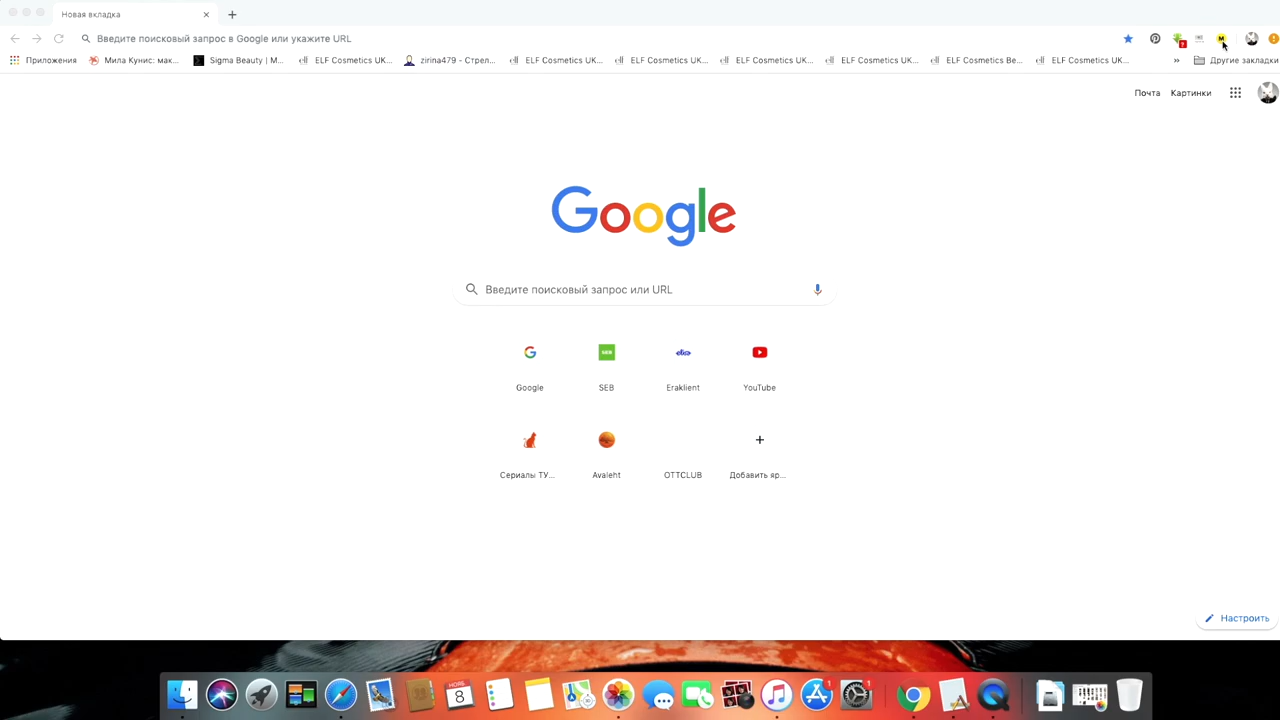 Новая вкладка
Введите поисковый запрос в Google или укажите URL
Приложения
Мила Кунис: мак...
Sigma Beauty | M...
ELF Cosmetics UK...
zirina479 - Стрел...
ELF Cosmetics UK...
ELF Cosmetics UK...
ELF Cosmetics UK...
ELF Cosmetics UK...
ELF Cosmetics Be...
ELF Cosmetics UK...
Другие закладки
Почта
Картинки
Google
Введите поисковый запрос или URL
Google
SEB
Eraklient
YouTube
Сериалы ТУ...
Avaleht
OTTCLUB
Добавить яр...
Настроить
НОЯБ.
8